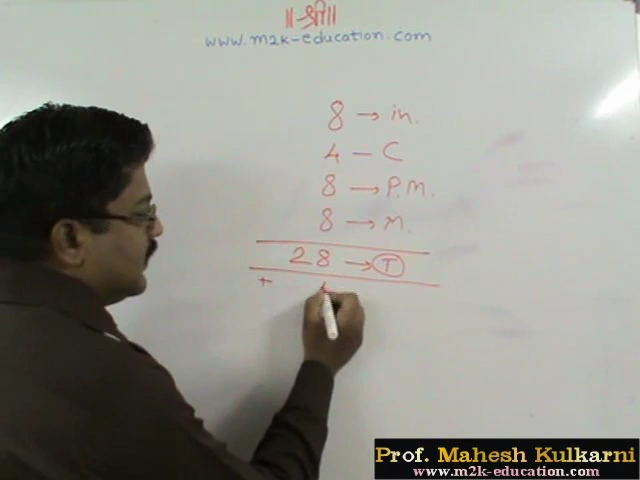 ॥श्री॥
www.m2k-education.com
8 → in.
4 — C
8 → P.M.
8 → M.
28 → T
+
Prof. Mahesh Kulkarni
www.m2k-education.com